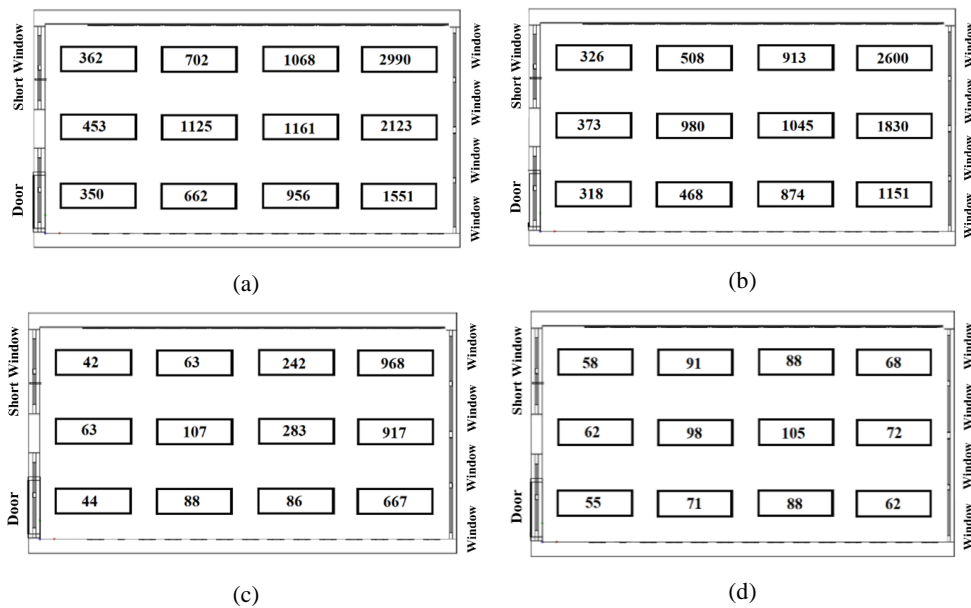 Short Window
Door
362 702 1068 2990
453 1125 1161 2123
350 662 956 1551
Window
Window
Window
Window
(a)
Short Window
Door
326 508 913 2600
373 980 1045 1830
318 468 874 1151
Window
Window
Window
Window
(b)
Short Window
Door
42 63 242 968
63 107 283 917
44 88 86 667
Window
Window
Window
Window
(c)
Short Window
Door
58 91 88 68
62 98 105 72
55 71 88 62
Window
Window
Window
Window
(d)